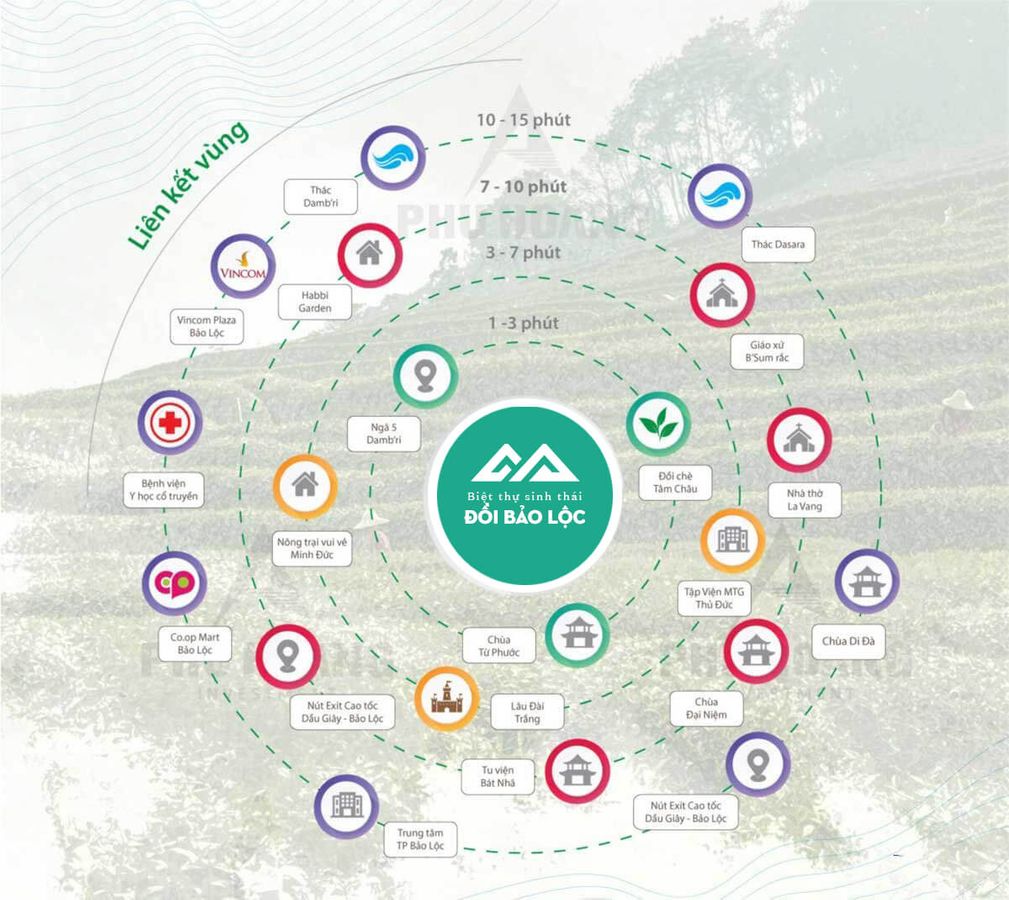 Liên kết vùng
10 - 15 phút
7 - 10 phút
3 - 7 phút
1 -3 phút
Thác
Damb'ri
Thác Dasara
Habbi
Garden
VINCOM
Vincom Plaza
Bảo Lộc
Giáo xứ
B'Sum rắc
Ngã 5
Damb'ri
Đồi chè
Tâm Châu
Nhà thờ
La Vang
Bệnh viện
Y học cổ truyền
Biệt thự sinh thái
ĐỒI BẢO LỘC
Nông trại vui vẻ
Minh Đức
Tập Viện MTG
Thủ Đức
Co.op Mart
Bảo Lộc
Chùa
Từ Phước
Chùa Di Đà
Nút Exit Cao tốc
Dầu Giây - Bảo Lộc
Lâu Đài
Trắng
Chùa
Đại Niệm
Tu viện
Bát Nhã
Nút Exit Cao tốc
Dầu Giây - Bảo Lộc
Trung tâm
TP Bảo Lộc